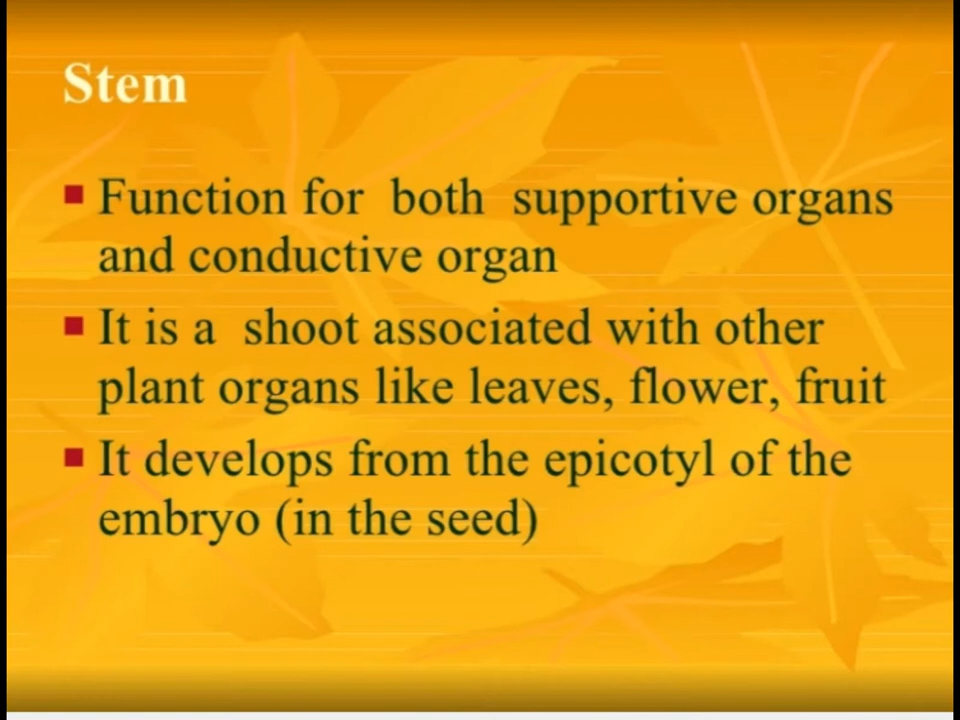 Stem
Function for both supportive organs
and conductive organ
It is a shoot associated with other
plant organs like leaves, flower, fruit
It develops from the epicotyl of the
embryo (in the seed)